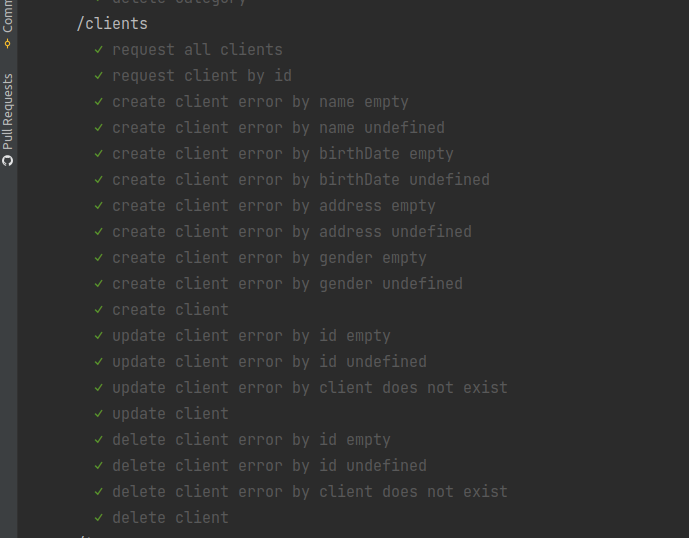 delete category
/clients
✓ request all clients
✓ request client by id
✓ create client error by name empty
✓ create client error by name undefined
✓ create client error by birthDate empty
✓ create client error by birthDate undefined
✓ create client error by address empty
✓ create client error by address undefined
✓ create client error by gender empty
✓ create client error by gender undefined
✓ create client
✓ update client error by id empty
✓ update client error by id undefined
✓ update client error by client does not exist
✓ update client
✓ delete client error by id empty
✓ delete client error by id undefined
✓ delete client error by client does not exist
✓ delete client
Comm
Pull Requests